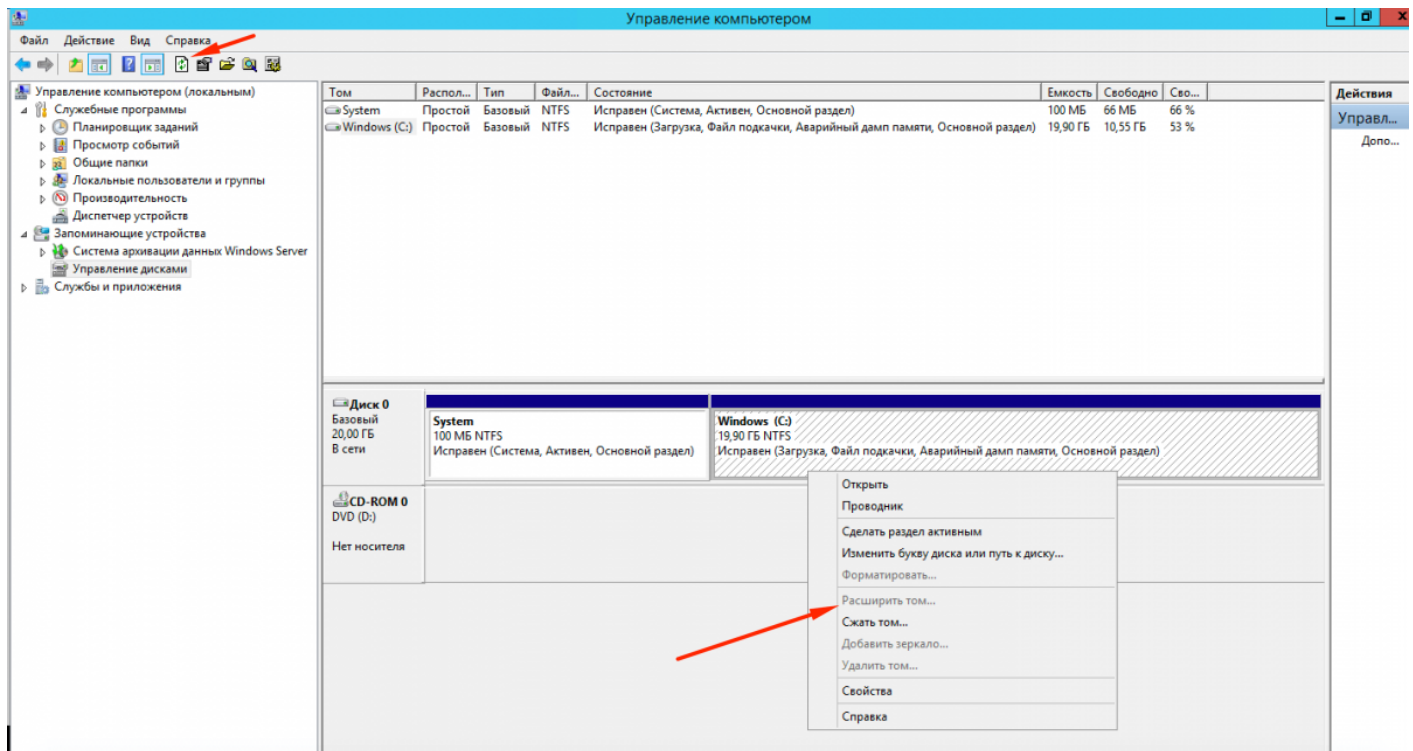 Управление компьютером
Файл Действие Вид Справка
Управление компьютером (локальным)
Служебные программы
Планировщик заданий
Просмотр событий
Общие папки
Локальные пользователи и группы
Производительность
Диспетчер устройств
Запоминающие устройства
Система архивации данных Windows Server
Управление дисками
Службы и приложения
Том Распол... Тип Файл... Состояние Емкость Свободно Сво...
System Простой Базовый NTFS Исправен (Система, Активен, Основной раздел) 100 МБ 66 МБ 66 %
Windows (C:) Простой Базовый NTFS Исправен (Загрузка, Файл подкачки, Аварийный дамп памяти, Основной раздел) 19,90 ГБ 10,55 ГБ 53 %
Действия
Управл...
Допо...
Диск 0
Базовый
20,00 ГБ
В сети
System
100 МБ NTFS
Исправен (Система, Активен, Основной раздел)
Windows (C:)
19,90 ГБ NTFS
Исправен (Загрузка, Файл подкачки, Аварийный дамп памяти, Основной раздел)
CD-ROM 0
DVD (D:)
Нет носителя
Открыть
Проводник
Сделать раздел активным
Изменить букву диска или путь к диску...
Форматировать...
Расширить том...
Сжать том...
Добавить зеркало...
Удалить том...
Свойства
Справка